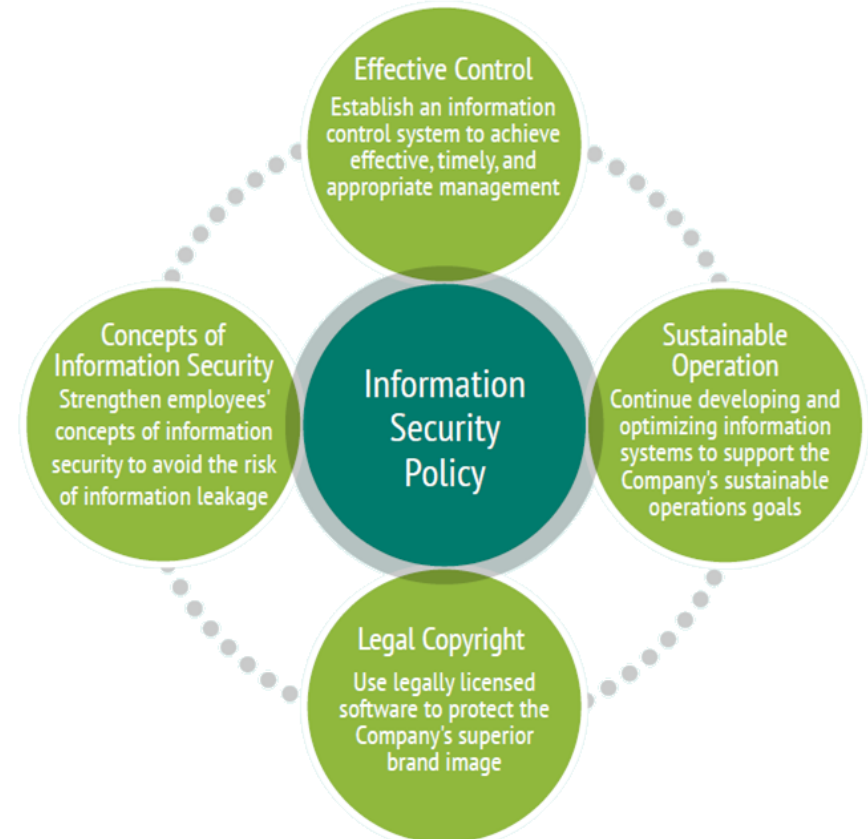 Effective Control
Establish an information
control system to achieve
effective, timely, and
appropriate management
Concepts of
Information Security
Strengthen employees'
concepts of information
security to avoid the risk
of information leakage
Information
Security
Policy
Sustainable
Operation
Continue developing and
optimizing information
systems to support the
Company's sustainable
operations goals
Legal Copyright
Use legally licensed
software to protect the
Company's superior
brand image